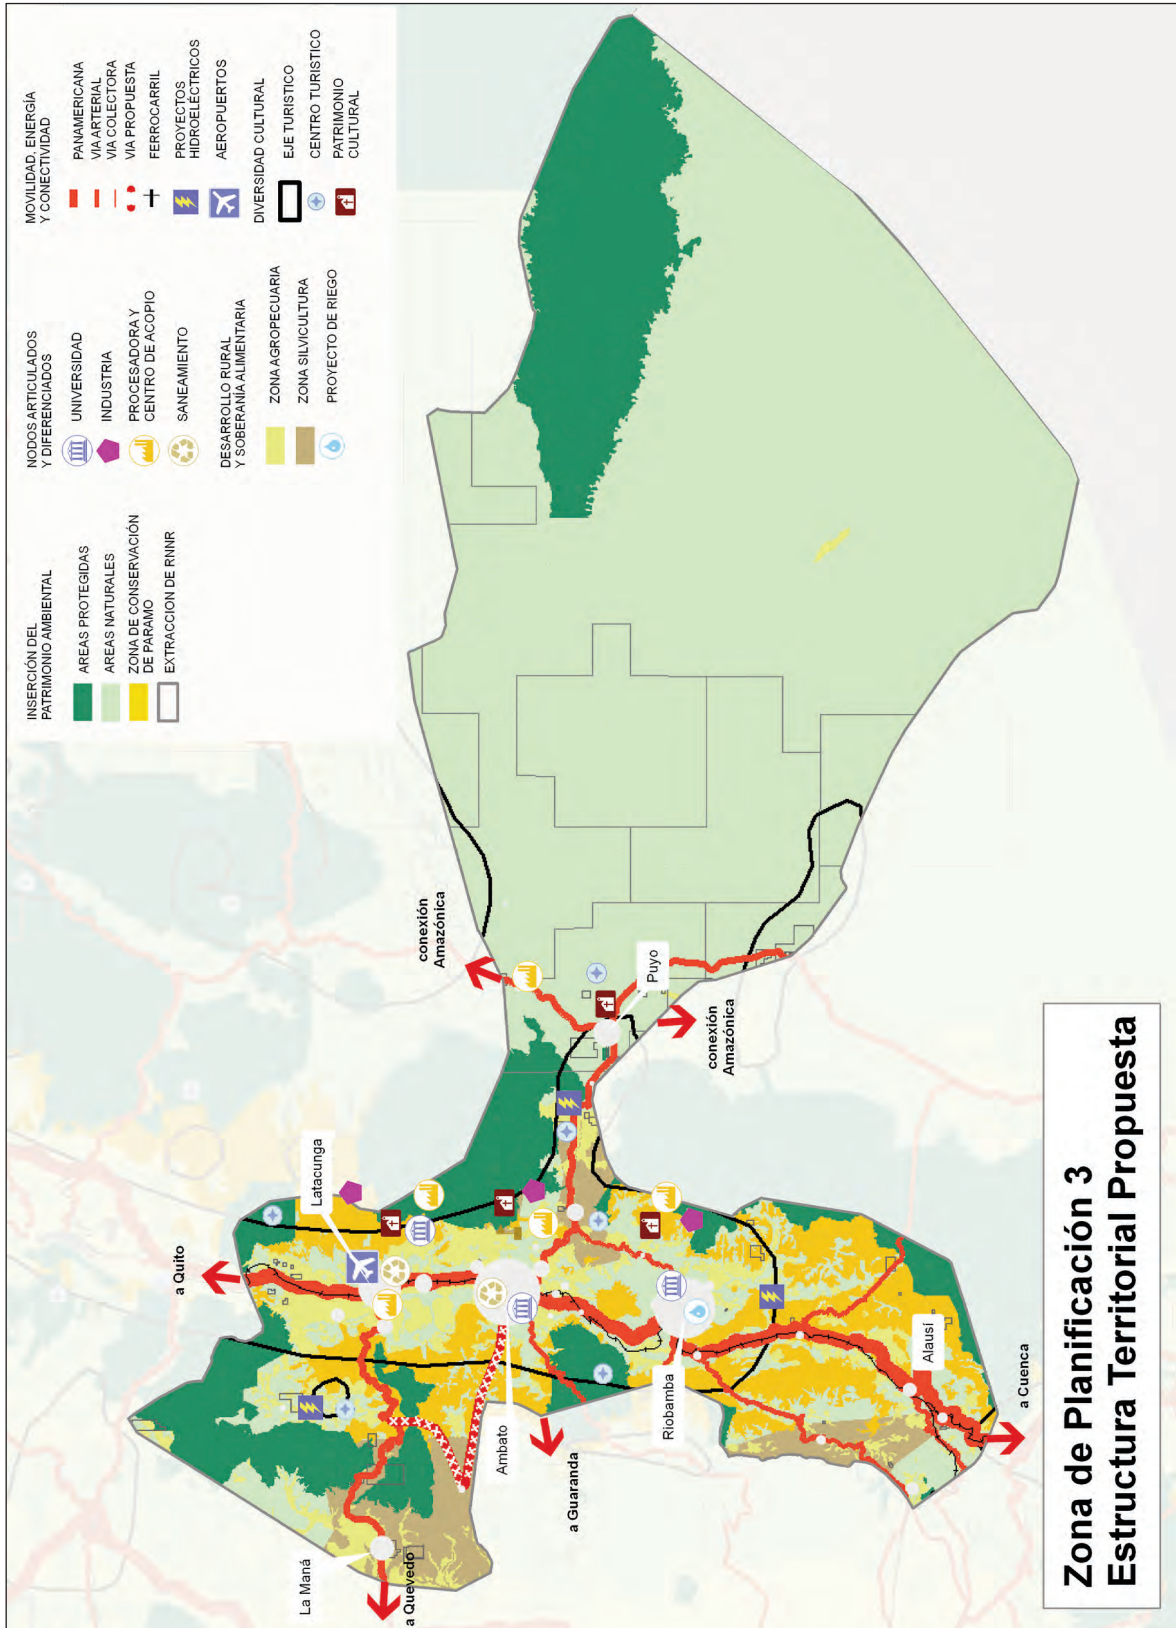 INSERCIÓN DEL
PATRIMONIO AMBIENTAL
AREAS PROTEGIDAS
AREAS NATURALES
ZONA DE CONSERVACIÓN
DE PARAMO
EXTRACCION DE RNNR
NODOS ARTICULADOS
Y DIFERENCIADOS
UNIVERSIDAD
INDUSTRIA
PROCESADORA Y
CENTRO DE ACOPIO
SANEAMIENTO
DESARROLLO RURAL
Y SOBERANÍA ALIMENTARIA
ZONA AGROPECUARIA
ZONA SILVICULTURA
PROYECTO DE RIEGO
MOVILIDAD, ENERGÍA
Y CONECTIVIDAD
PANAMERICANA
VIA ARTERIAL
VIA COLECTORA
VIA PROPUESTA
FERROCARRIL
PROYECTOS
HIDROELÉCTRICOS
AEROPUERTOS
DIVERSIDAD CULTURAL
EJE TURISTICO
CENTRO TURISTICO
PATRIMONIO
CULTURAL
a Quito
Latacunga
conexión
Amazónica
La Maná
a Quevedo
Ambato
a Guaranda
Puyo
conexión
Amazónica
Riobamba
Alausí
a Cuenca
Zona de Planificación 3
Estructura Territorial Propuesta